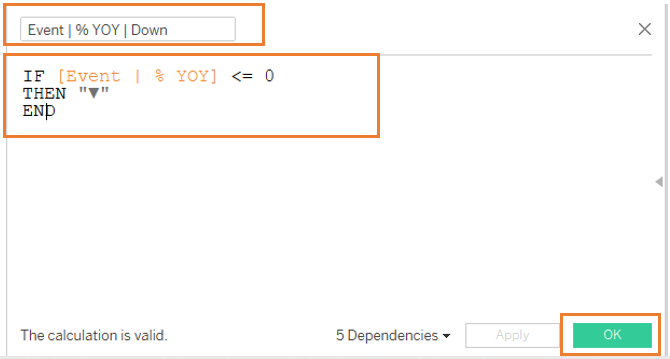 Event | % YOY | Down
IF [Event | % YOY] <= 0
THEN "▼"
END
The calculation is valid.
5 Dependencies
Apply
OK